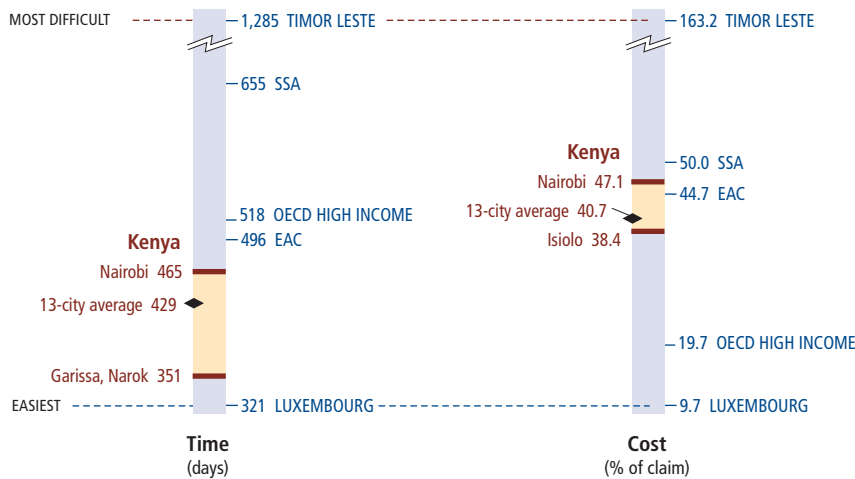 MOST DIFFICULT
1,285 TIMOR LESTE
655 SSA
518 OECD HIGH INCOME
496 EAC
Kenya
Nairobi 465
13-city average 429
Garissa, Narok 351
EASIEST
321 LUXEMBOURG
Time
(days)
163.2 TIMOR LESTE
50.0 SSA
Kenya
Nairobi 47.1
44.7 EAC
13-city average 40.7
Isiolo 38.4
19.7 OECD HIGH INCOME
9.7 LUXEMBOURG
Cost
(% of claim)